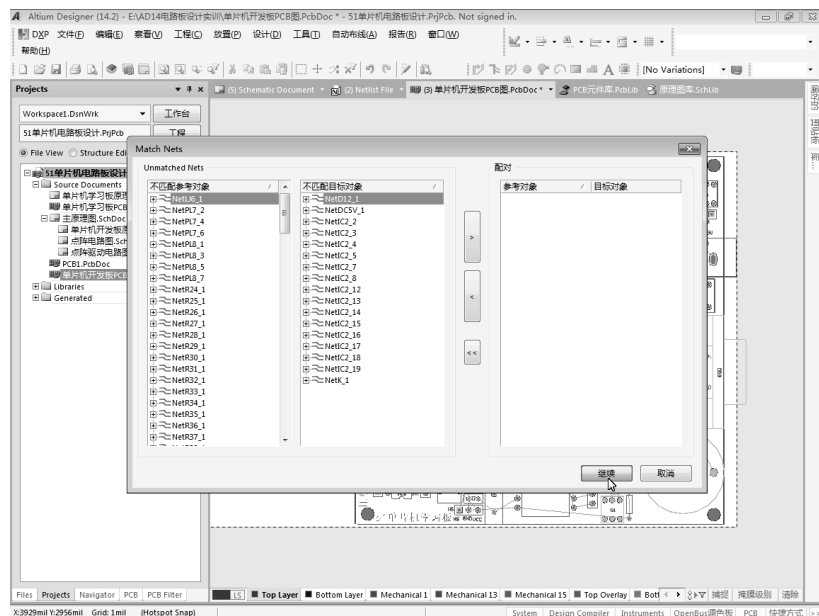 Altium Designer (14.2) - E:\AD14电路板设计实训\单片机开发板PCB图.PcbDoc * - 51单片机电路板设计.PrjPcb. Not signed in.
DXP 文件(F) 编辑(E) 察看(V) 工程(C) 放置(P) 设计(D) 工具(T) 自动布线(A) 报告(R) 窗口(W)
帮助(H)
[No Variations]
Projects
(5) Schematic Document (2) Netlist File (3) 单片机开发板PCB图.PcbDoc * PCB元件库.PcbLib 原理图库.SchLib
Workspace1.DsnWrk 工作台
51单片机电路板设计.PrjPcb 工程
File View Structure Edi
51单片机电路板设计
Source Documents
单片机学习板原理
单片机学习板PCB
主原理图.SchDoc
单片机开发板原
点阵电路图.Sch
点阵驱动电路图
PCB1.PcbDoc
单片机开发板PCB
Libraries
Generated
Match Nets
Unmatched Nets
配对
不匹配参考对象
NetLJ6_1
NetPL7_2
NetPL7_4
NetPL7_6
NetPL8_1
NetPL8_3
NetPL8_5
NetPL8_7
NetR24_1
NetR25_1
NetR26_1
NetR27_1
NetR28_1
NetR29_1
NetR30_1
NetR31_1
NetR32_1
NetR33_1
NetR34_1
NetR35_1
NetR36_1
NetR37_1
不匹配目标对象
NetD12_1
NetDC5V_1
NetIC2_2
NetIC2_3
NetIC2_4
NetIC2_5
NetIC2_7
NetIC2_8
NetIC2_12
NetIC2_13
NetIC2_14
NetIC2_15
NetIC2_16
NetIC2_17
NetIC2_18
NetIC2_19
NetK_1
>
<
<<
参考对象 目标对象
继续 取消
Files Projects Navigator PCB PCB Filter
LS Top Layer Bottom Layer Mechanical 1 Mechanical 13 Mechanical 15 Top Overlay Bott 捕捉 掩膜级别 清除
X:3929mil Y:2956mil Grid: 1mil (Hotspot Snap)
System Design Compiler Instruments OpenBus调色板 PCB 快捷方式 >>